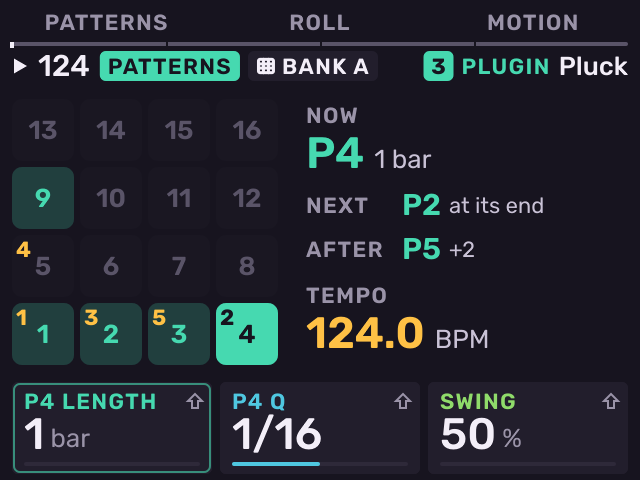 PATTERNS ROLL MOTION
124 PATTERNS BANK A 3 PLUGIN Pluck
13 14 15 16
9 10 11 12
4 5 6 7 8
1 1 3 2 5 3 2 4
NOW
P4 1 bar
NEXT P2 at its end
AFTER P5 +2
TEMPO
124.0 BPM
P4 LENGTH
1 bar
P4 Q
1/16
SWING
50 %